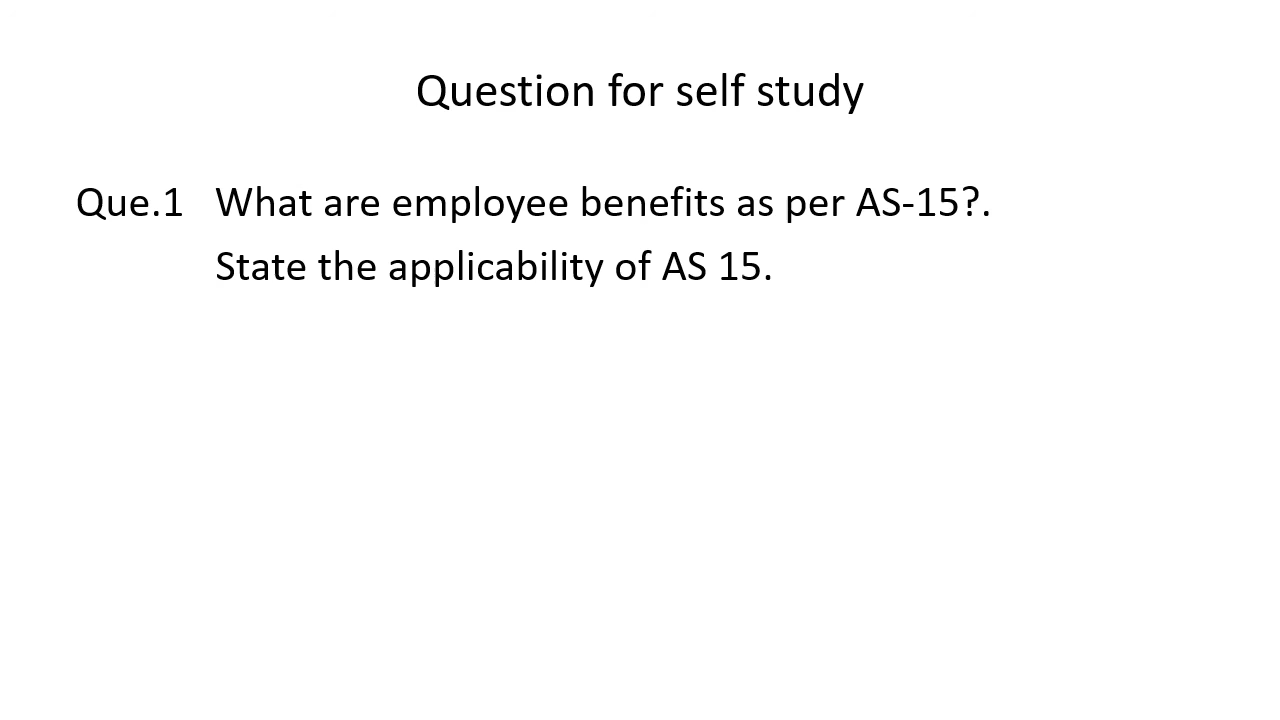 Question for self study
Que.1 What are employee benefits as per AS-15?.
State the applicability of AS 15.